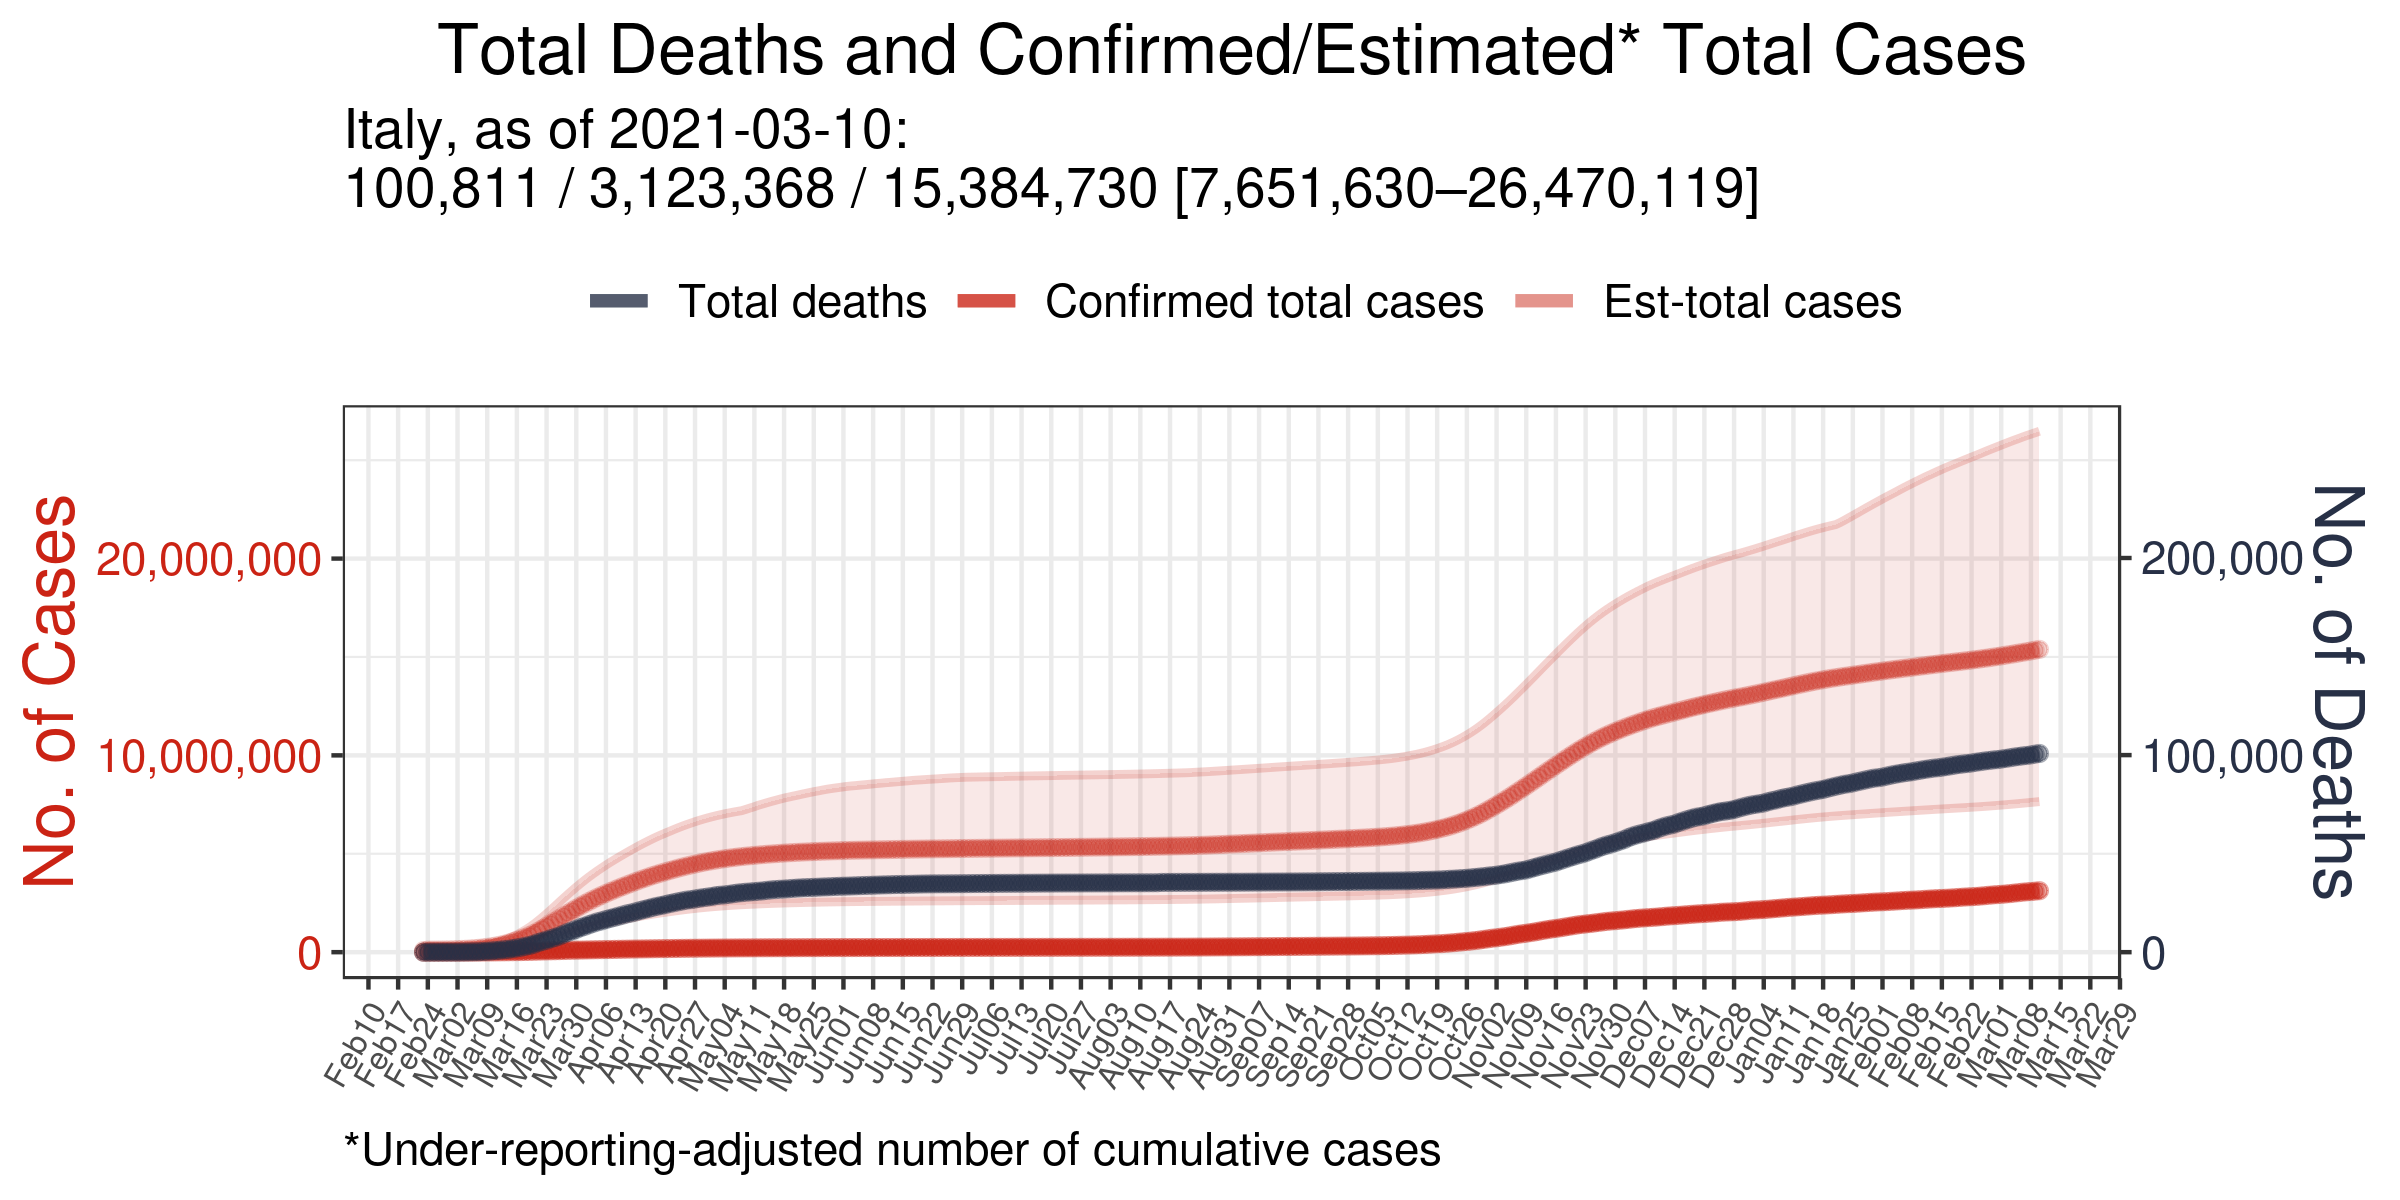 Total Deaths and Confirmed/Estimated* Total Cases
Italy, as of 2021-03-10:
100,811 / 3,123,368 / 15,384,730 [7,651,630–26,470,119]
Total deaths
Confirmed total cases
Est-total cases
No. of Cases
20,000,000
10,000,000
0
200,000
100,000
0
No. of Deaths
Feb10
Feb17
Feb24
Mar02
Mar09
Mar16
Mar23
Mar30
Apr06
Apr13
Apr20
Apr27
May04
May11
May18
May25
Jun01
Jun08
Jun15
Jun22
Jun29
Jul06
Jul13
Jul20
Jul27
Aug03
Aug10
Aug17
Aug24
Aug31
Sep07
Sep14
Sep21
Sep28
Oct05
Oct12
Oct19
Oct26
Nov02
Nov09
Nov16
Nov23
Nov30
Dec07
Dec14
Dec21
Dec28
Jan04
Jan11
Jan18
Jan25
Feb01
Feb08
Feb15
Feb22
Mar01
Mar08
Mar15
Mar22
Mar29
*Under-reporting-adjusted number of cumulative cases